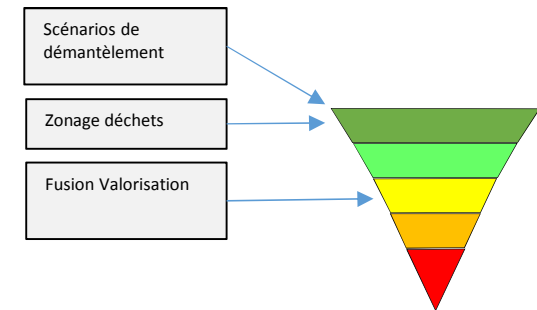 Scénarios de
démantèlement
Zonage déchets
Fusion Valorisation